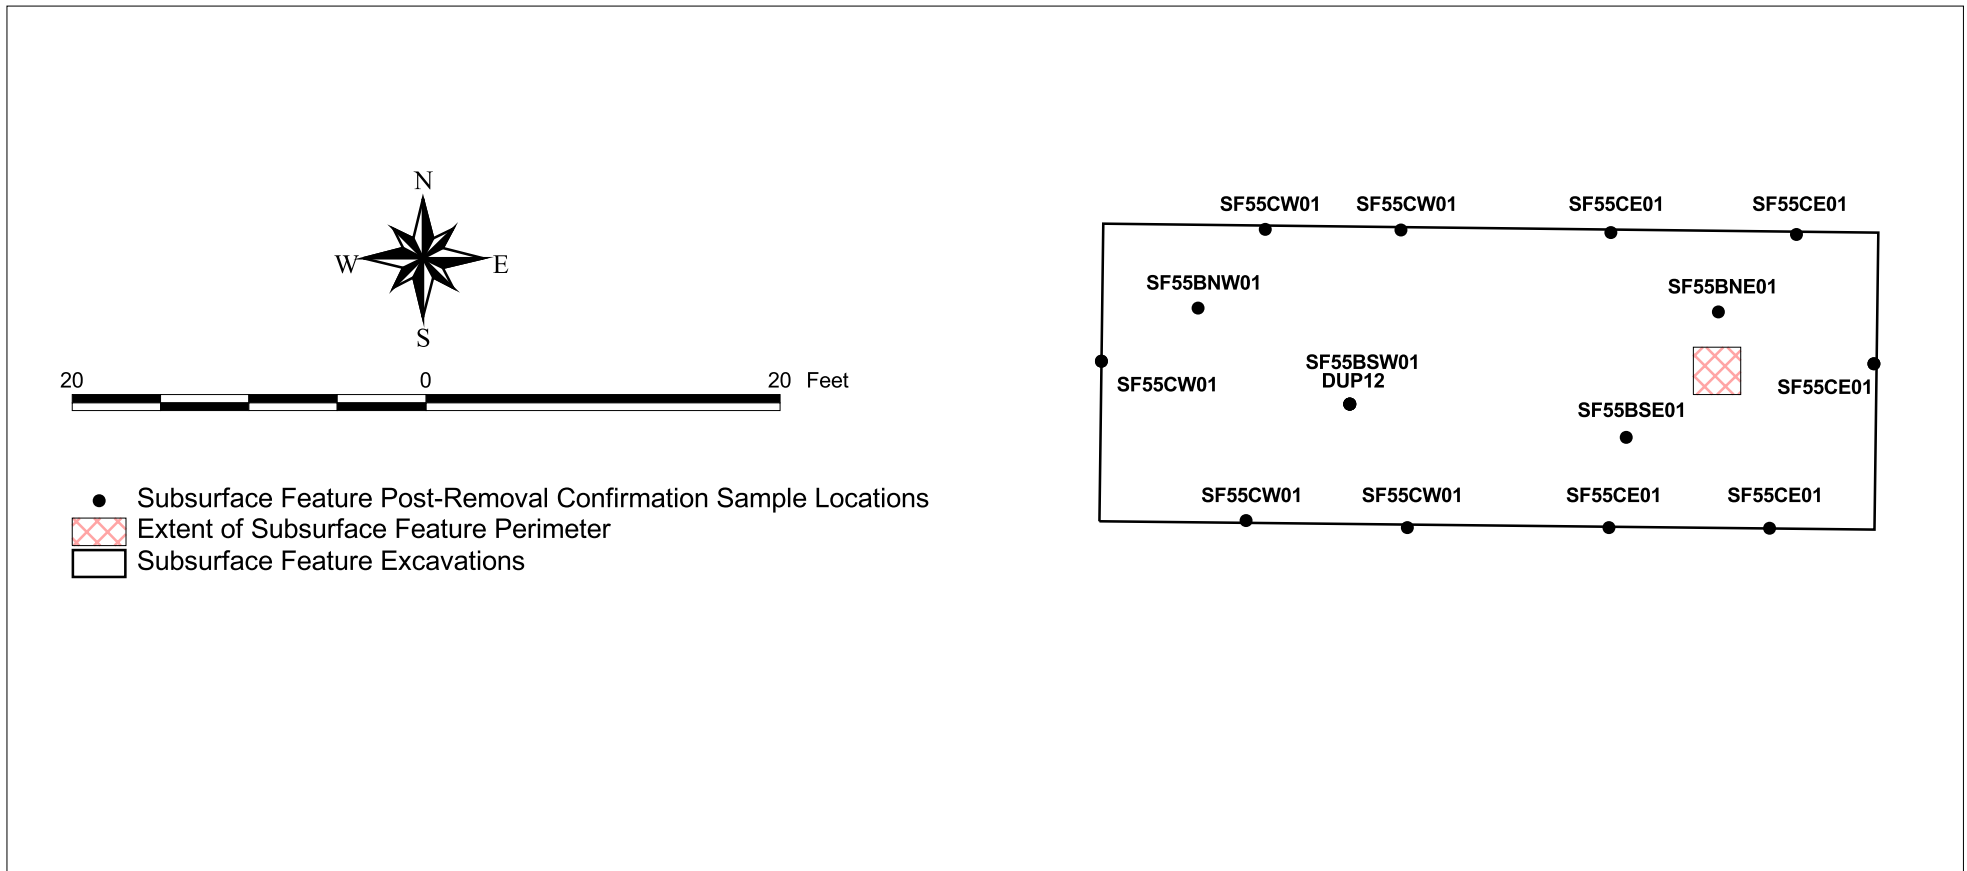 N
W
E
S
20
0
20 Feet
Subsurface Feature Post-Removal Confirmation Sample Locations
Extent of Subsurface Feature Perimeter
Subsurface Feature Excavations
SF55CW01
SF55CW01
SF55CE01
SF55CE01
SF55BNW01
SF55BNE01
SF55BSW01
DUP12
SF55CW01
SF55CE01
SF55BSE01
SF55CW01
SF55CW01
SF55CE01
SF55CE01